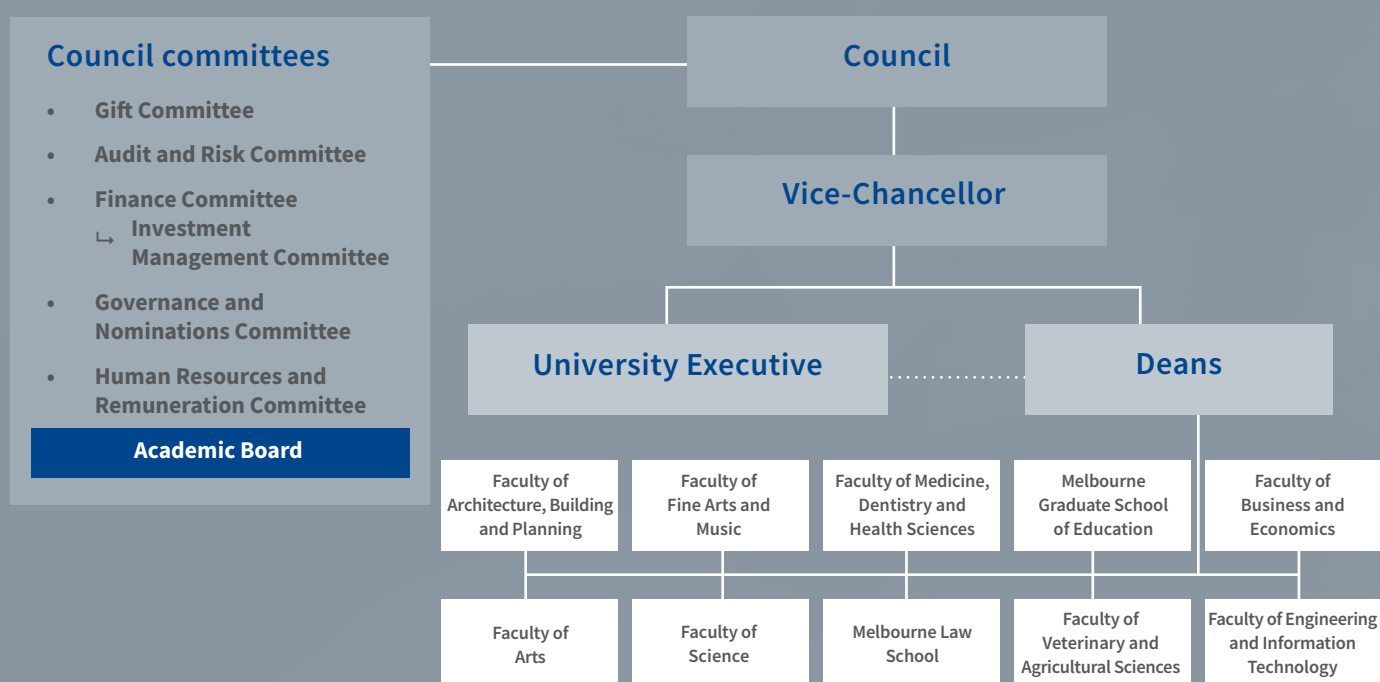 Council committees
• Gift Committee
• Audit and Risk Committee
• Finance Committee
↳ Investment
Management Committee
• Governance and
Nominations Committee
• Human Resources and
Remuneration Committee
Academic Board
Council
Vice-Chancellor
University Executive
Deans
Faculty of
Architecture, Building
and Planning
Faculty of
Fine Arts and
Music
Faculty of Medicine,
Dentistry and
Health Sciences
Melbourne
Graduate School
of Education
Faculty of
Business and
Economics
Faculty of
Arts
Faculty of
Science
Melbourne Law
School
Faculty of
Veterinary and
Agricultural Sciences
Faculty of Engineering
and Information
Technology